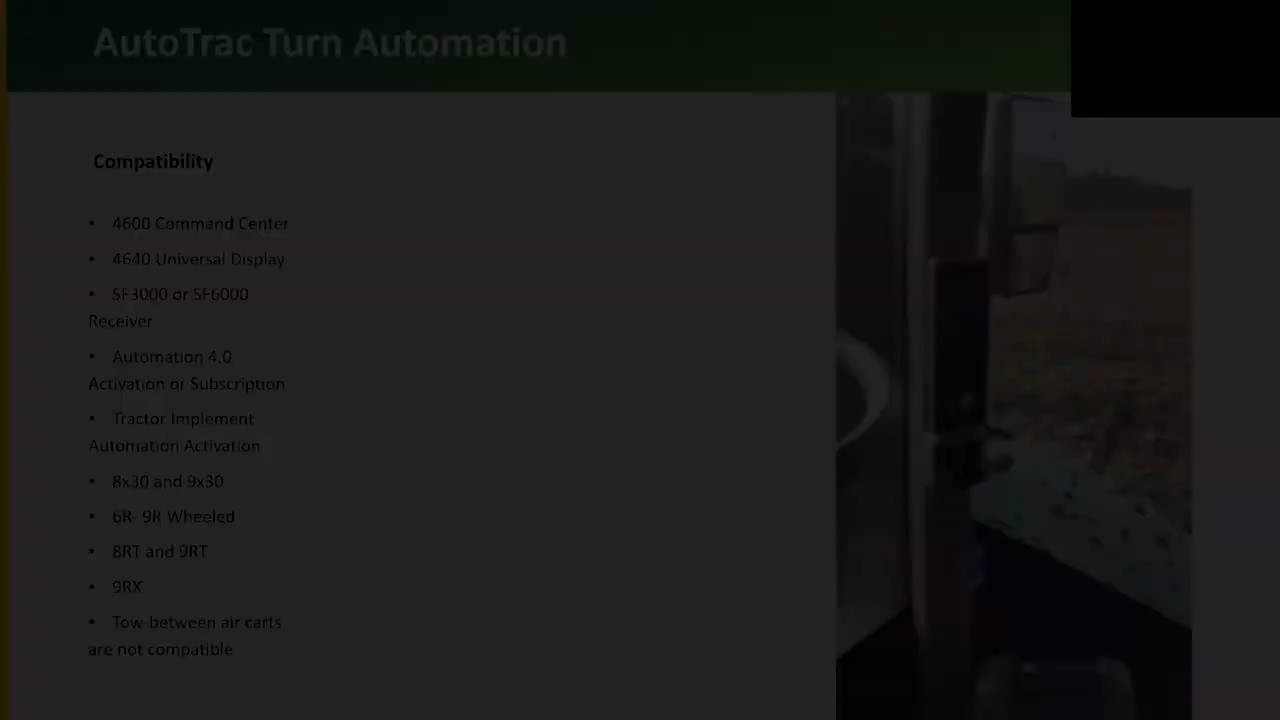 AutoTrac Turn Automation
Compatibility
• 4600 Command Center
• 4640 Universal Display
• SF3000 or SF6000
Receiver
• Automation 4.0
Activation or Subscription
• Tractor Implement
Automation Activation
• 8x30 and 9x30
• 6R- 9R Wheeled
• 8RT and 9RT
• 9RX
• Tow-between air carts
are not compatible